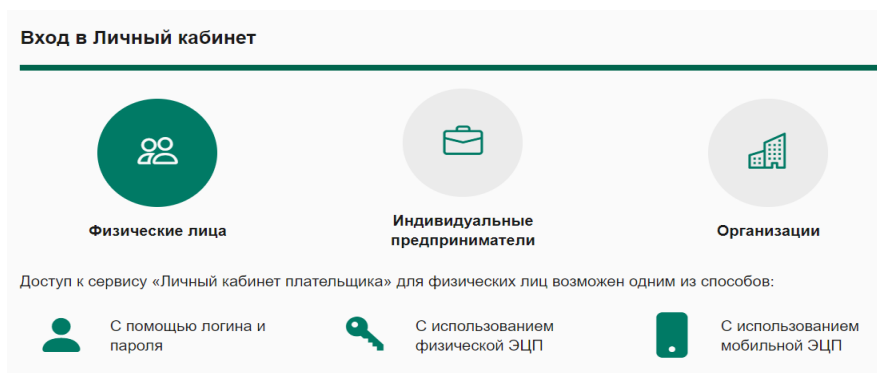 Вход в Личный кабинет
Физические лица
Индивидуальные
предприниматели
Организации
Доступ к сервису «Личный кабинет плательщика» для физических лиц возможен одним из способов:
С помощью логина и
пароля
С использованием
физической ЭЦП
С использованием
мобильной ЭЦП